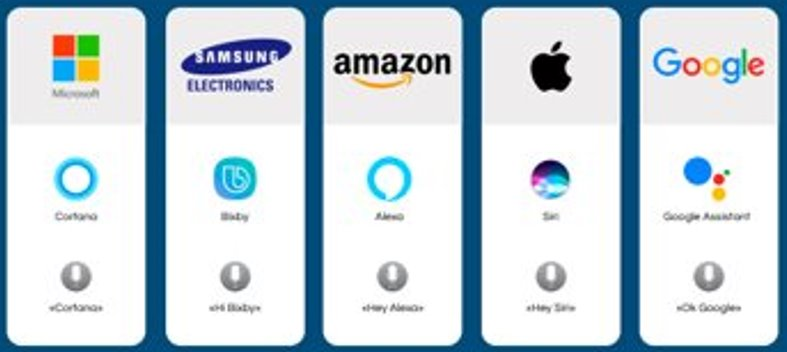 Microsoft
SAMSUNG
ELECTRONICS
amazon
Google
Cortana
Bixby
Alexa
Siri
Google Assistant
«Cortana»
«Hi Bixby»
«Hey Alexa»
«Hey Siri»
«Ok Google»